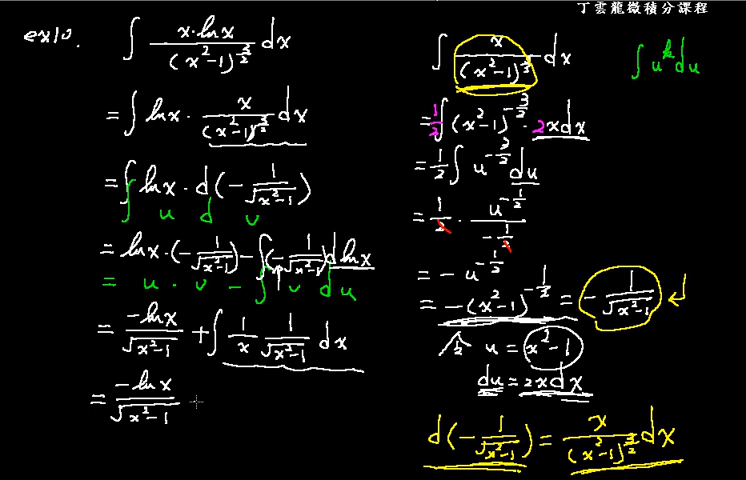 丁雲龍微積分課程
ex10. ∫ x·lnx / (x²-1)^(3/2) dx
= ∫ lnx · x / (x²-1)^(3/2) dx
= ∫ lnx · d(- 1/√(x²-1))
∫ u d v
= lnx·(- 1/√(x²-1)) - ∫(- 1/√(x²-1)) d lnx
= u · v - ∫ v du
= -lnx/√(x²-1) + ∫ 1/x · 1/√(x²-1) dx
= -lnx/√(x²-1) +
∫ x / (x²-1)^(3/2) dx
∫ u^k du
= 1/2 ∫ (x²-1)^(-3/2) · 2xdx
= 1/2 ∫ u^(-3/2) du
= 1/2 · u^(-1/2) / (-1/2)
= - u^(-1/2)
= -(x²-1)^(-1/2) = - 1/√(x²-1)
令 u = x²-1
du = 2xdx
d(- 1/√(x²-1)) = x / (x²-1)^(3/2) dx